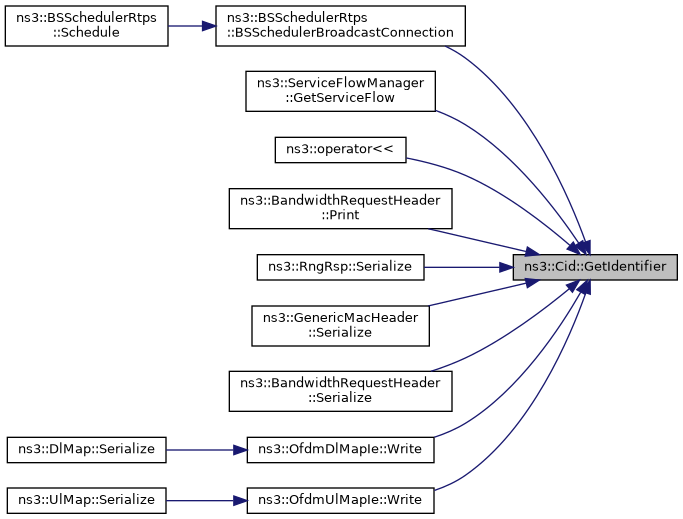 ns3::BSSchedulerRtps
::Schedule
ns3::BSSchedulerRtps
::BSSchedulerBroadcastConnection
ns3::ServiceFlowManager
::GetServiceFlow
ns3::operator<<
ns3::BandwidthRequestHeader
::Print
ns3::RngRsp::Serialize
ns3::Cid::GetIdentifier
ns3::GenericMacHeader
::Serialize
ns3::BandwidthRequestHeader
::Serialize
ns3::DlMap::Serialize
ns3::OfdmDlMapIe::Write
ns3::UlMap::Serialize
ns3::OfdmUlMapIe::Write